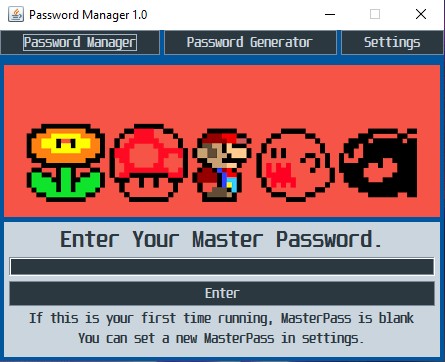 Password Manager 1.0
Password Manager Password Generator Settings
Enter Your Master Password.
Enter
If this is your first time running, MasterPass is blank
You can set a new MasterPass in settings.